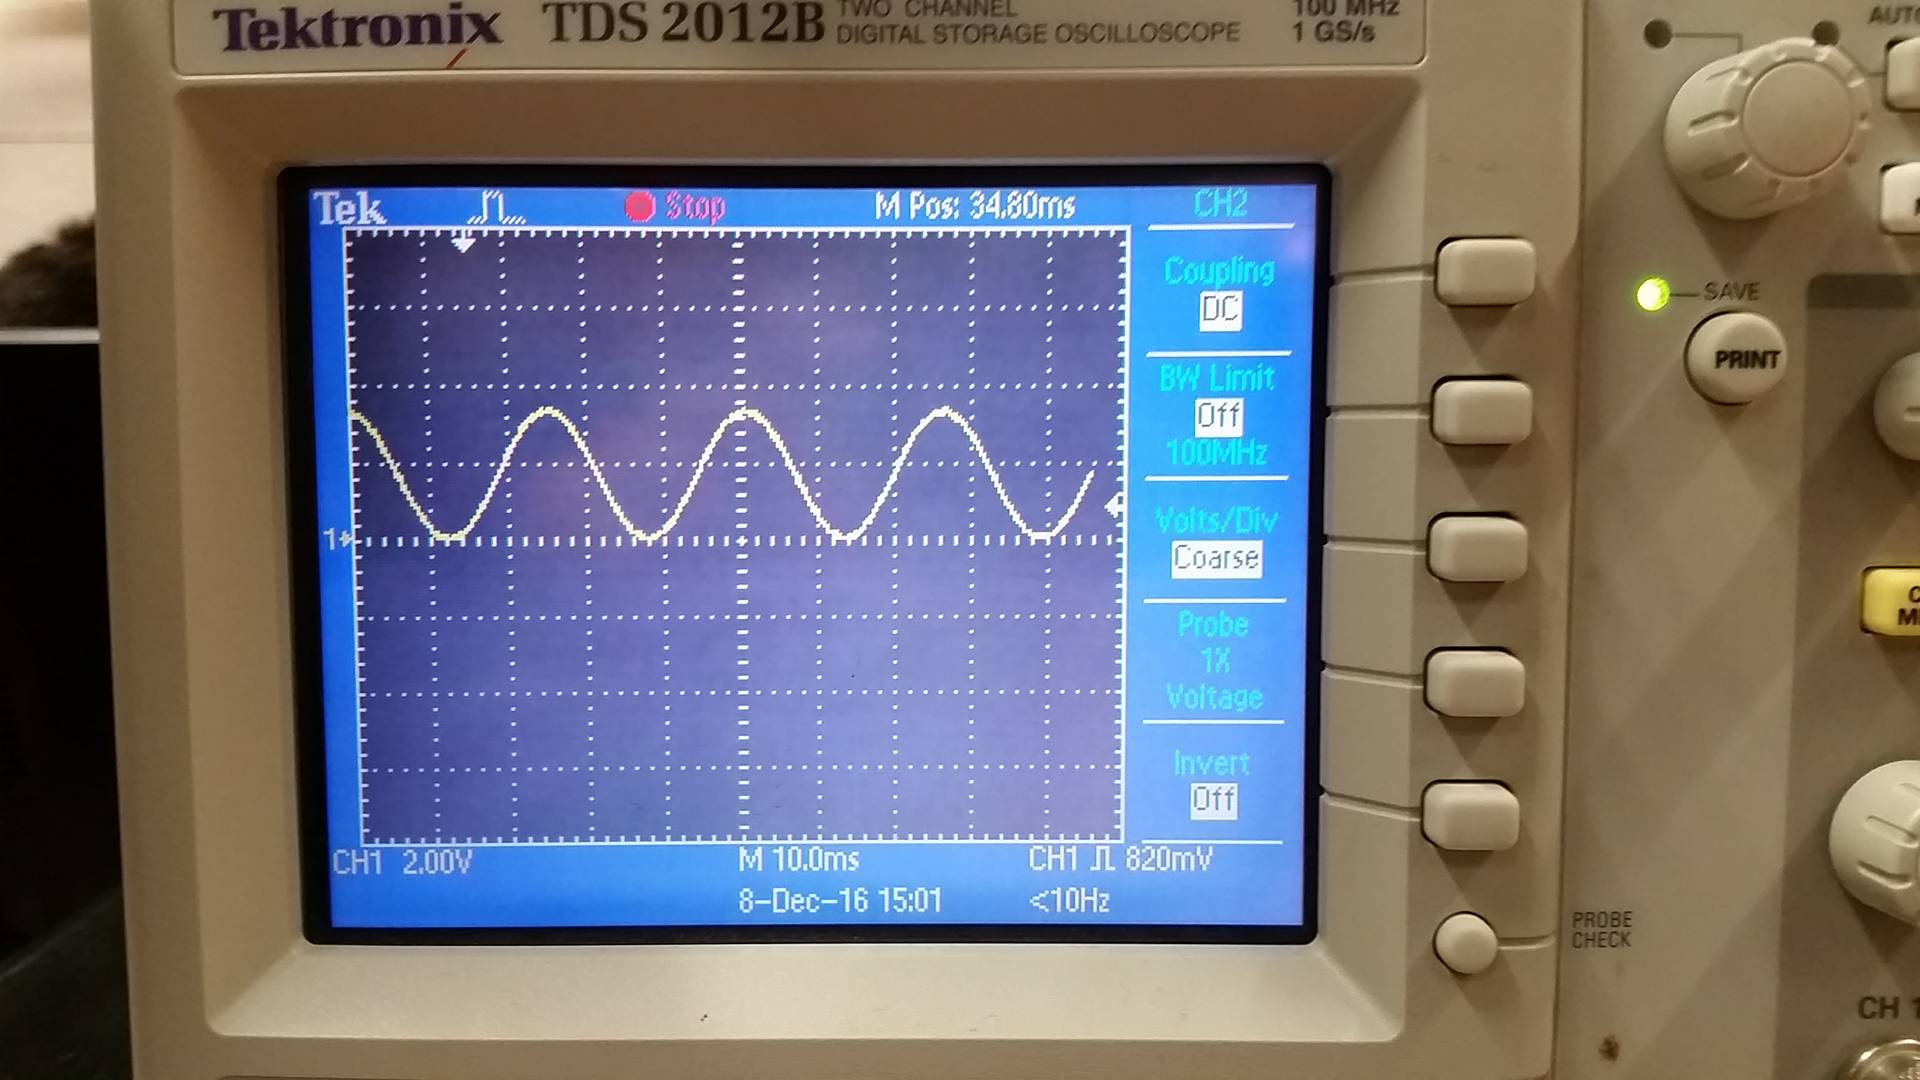 Tektronix TDS 2012B TWO CHANNEL DIGITAL STORAGE OSCILLOSCOPE 100 MHz 1 GS/s
Tek Stop M Pos: 34.80ms CH2
Coupling
DC
BW Limit
Off
100MHz
Volts/Div
Coarse
Probe
1X
Voltage
Invert
Off
1
CH1 2.00V M 10.0ms CH1 820mV
8-Dec-16 15:01 <10Hz
SAVE
PRINT
PROBE
CHECK
CH 1